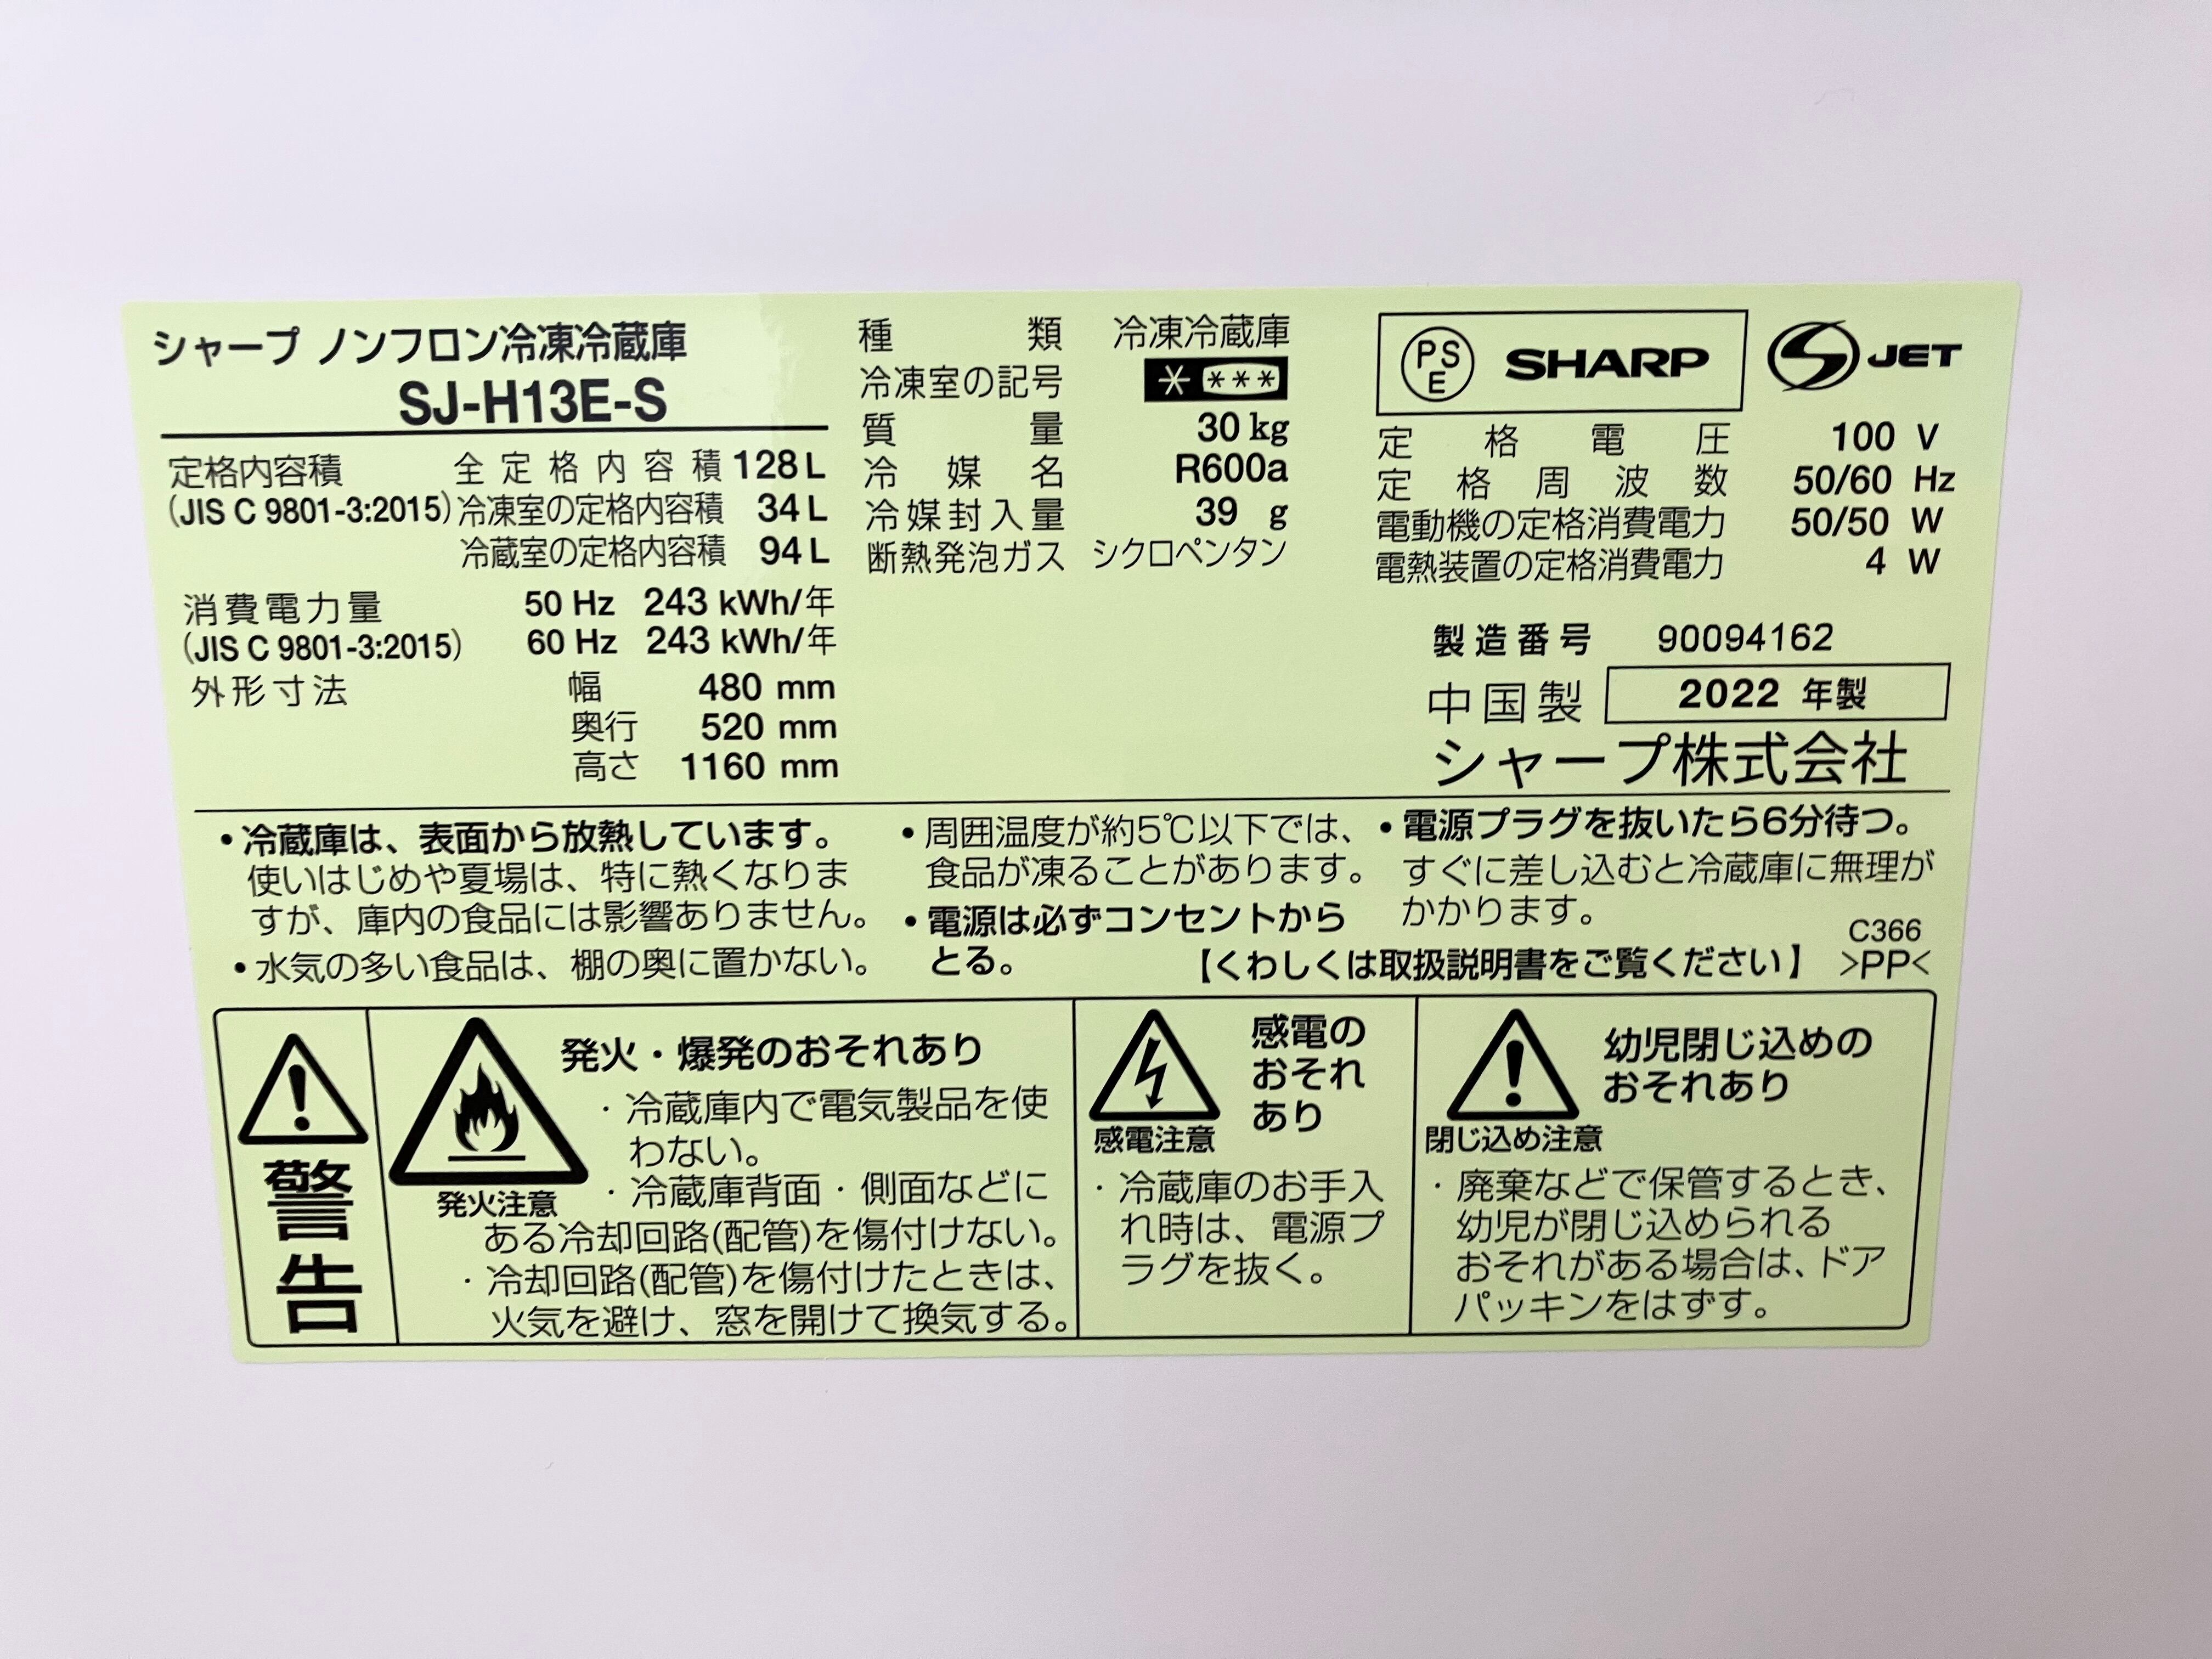 シャープ ノンフロン冷凍冷蔵庫
SJ-H13E-S
定格内容積 全定格内容積 128 L
(JIS C 9801-3:2015) 冷凍室の定格内容積 34 L
冷蔵室の定格内容積 94 L
消費電力量 50 Hz 243 kWh/年
(JIS C 9801-3:2015) 60 Hz 243 kWh/年
外形寸法 幅 480 mm
奥行 520 mm
高さ 1160 mm
種類 冷凍冷蔵庫
冷凍室の記号 * ***
質量 30 kg
冷媒名 R600a
冷媒封入量 39 g
断熱発泡ガス シクロペンタン
PSE SHARP JET
定格電圧 100 V
定格周波数 50/60 Hz
電動機の定格消費電力 50/50 W
電熱装置の定格消費電力 4 W
製造番号 90094162
中国製 2022 年製
シャープ株式会社
・冷蔵庫は、表面から放熱しています。
使いはじめや夏場は、特に熱くなりま
すが、庫内の食品には影響ありません。
・水気の多い食品は、棚の奥に置かない。
・周囲温度が約5℃以下では、
食品が凍ることがあります。
・電源は必ずコンセントから
とる。
・電源プラグを抜いたら6分待つ。
すぐに差し込むと冷蔵庫に無理が
かかります。
【くわしくは取扱説明書をご覧ください】
C366
>PP<
警告
発火注意
発火・爆発のおそれあり
・冷蔵庫内で電気製品を使
わない。
・冷蔵庫背面・側面などに
ある冷却回路(配管)を傷付けない。
・冷却回路(配管)を傷付けたときは、
火気を避け、窓を開けて換気する。
感電の
おそれ
あり
感電注意
・冷蔵庫のお手入
れ時は、電源プ
ラグを抜く。
幼児閉じ込めの
おそれあり
閉じ込め注意
・廃棄などで保管するとき、
幼児が閉じ込められる
おそれがある場合は、ドア
パッキンをはずす。